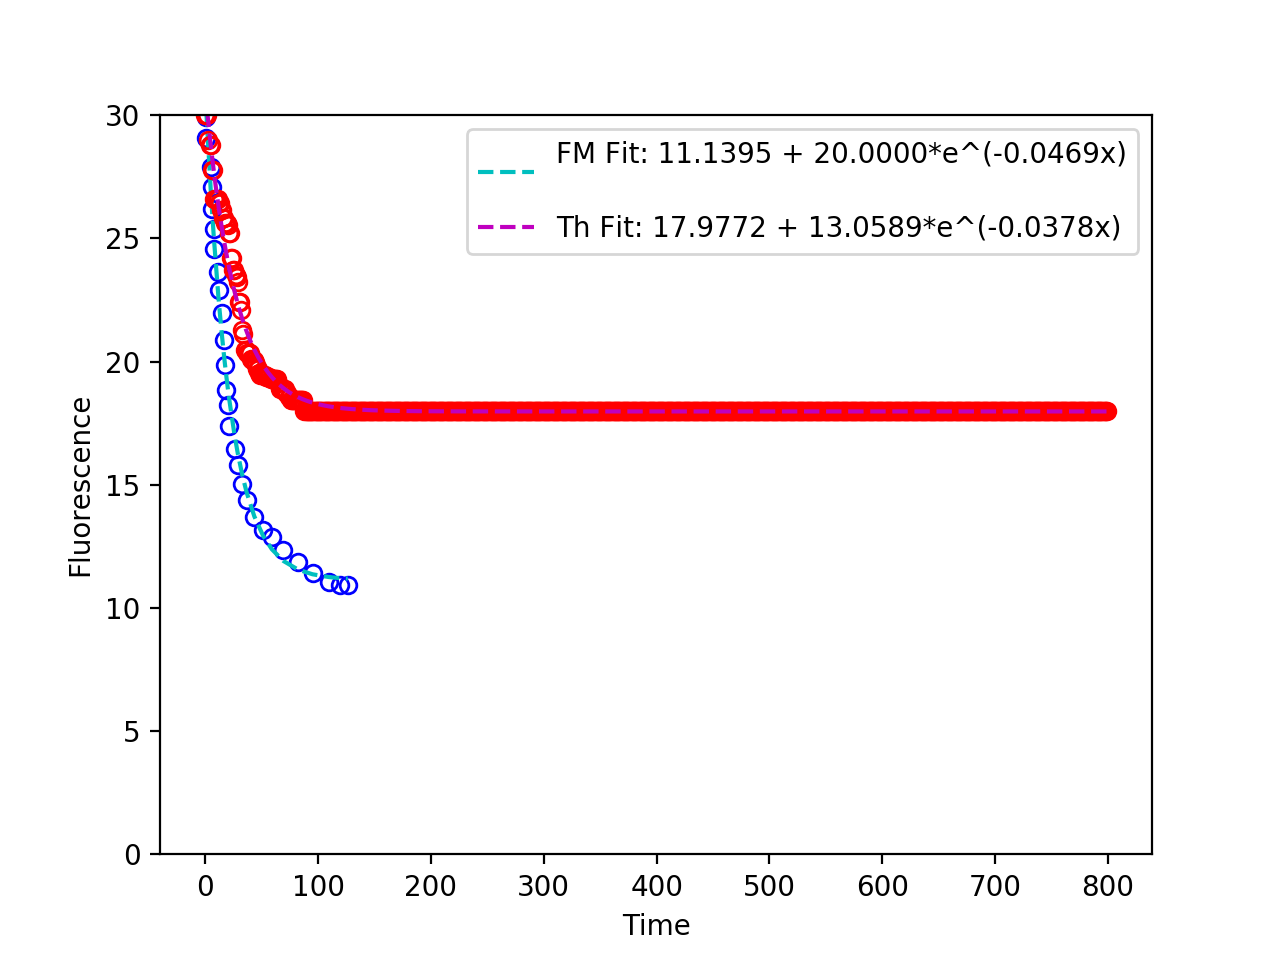 FM Fit: 11.1395 + 20.0000*e^(-0.0469x)
Th Fit: 17.9772 + 13.0589*e^(-0.0378x)
30
25
20
15
10
5
0
Fluorescence
0 100 200 300 400 500 600 700 800
Time